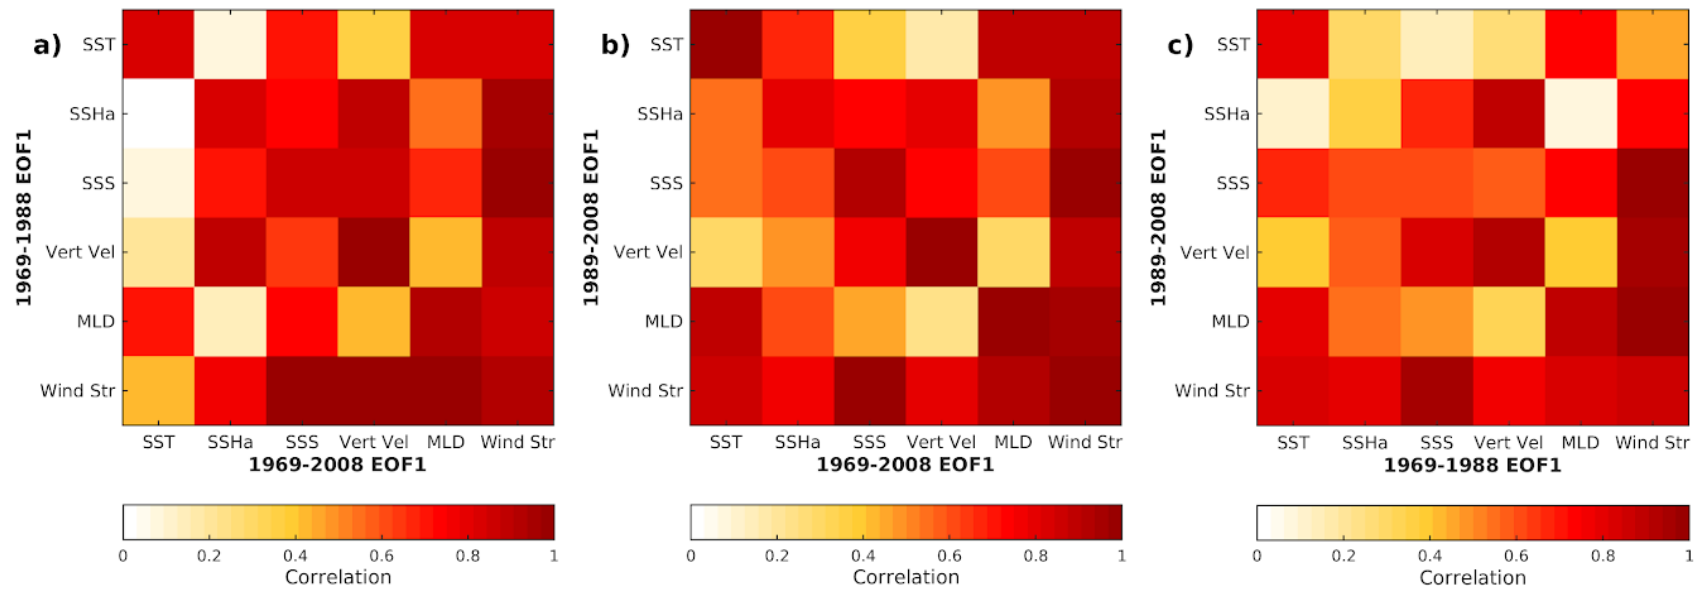 a)
1969-1988 EOF1
SST
SSHa
SSS
Vert Vel
MLD
Wind Str
SST SSHa SSS Vert Vel MLD Wind Str
1969-2008 EOF1
0 0.2 0.4 0.6 0.8 1
Correlation
b)
1989-2008 EOF1
SST
SSHa
SSS
Vert Vel
MLD
Wind Str
SST SSHa SSS Vert Vel MLD Wind Str
1969-2008 EOF1
0 0.2 0.4 0.6 0.8 1
Correlation
c)
1989-2008 EOF1
SST
SSHa
SSS
Vert Vel
MLD
Wind Str
SST SSHa SSS Vert Vel MLD Wind Str
1969-1988 EOF1
0 0.2 0.4 0.6 0.8 1
Correlation